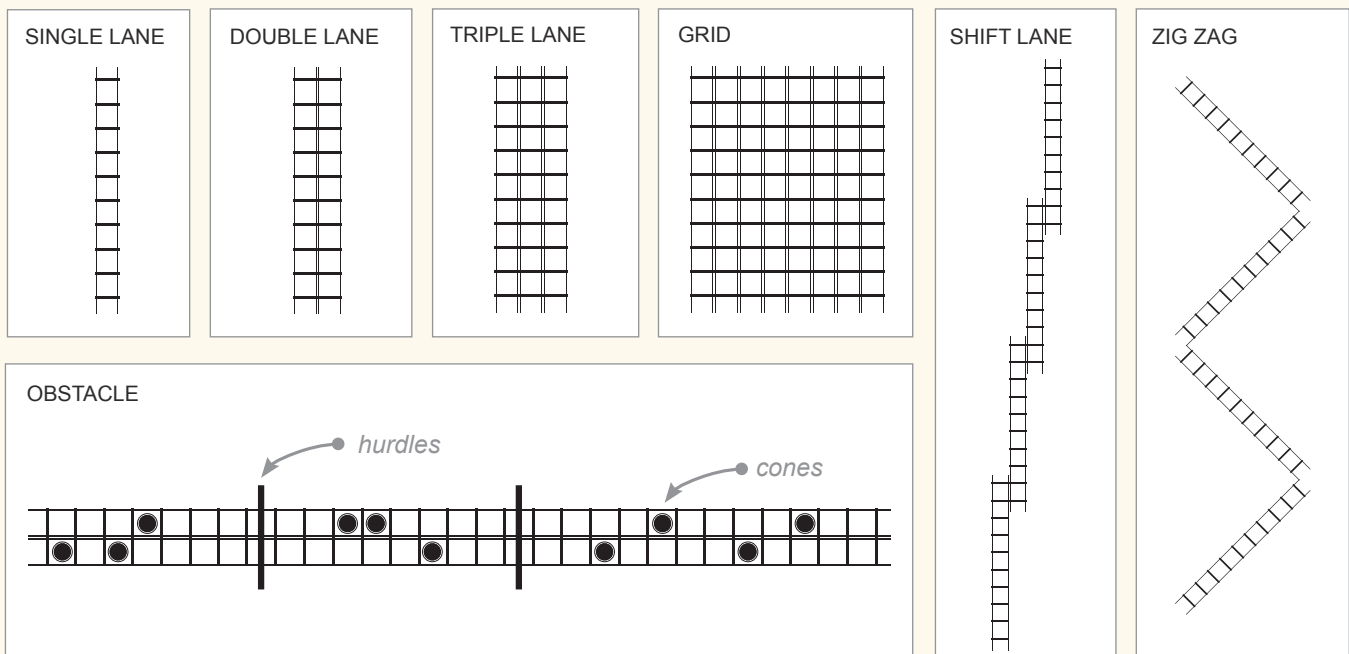 SINGLE LANE
DOUBLE LANE
TRIPLE LANE
GRID
SHIFT LANE
ZIG ZAG
OBSTACLE
hurdles
cones